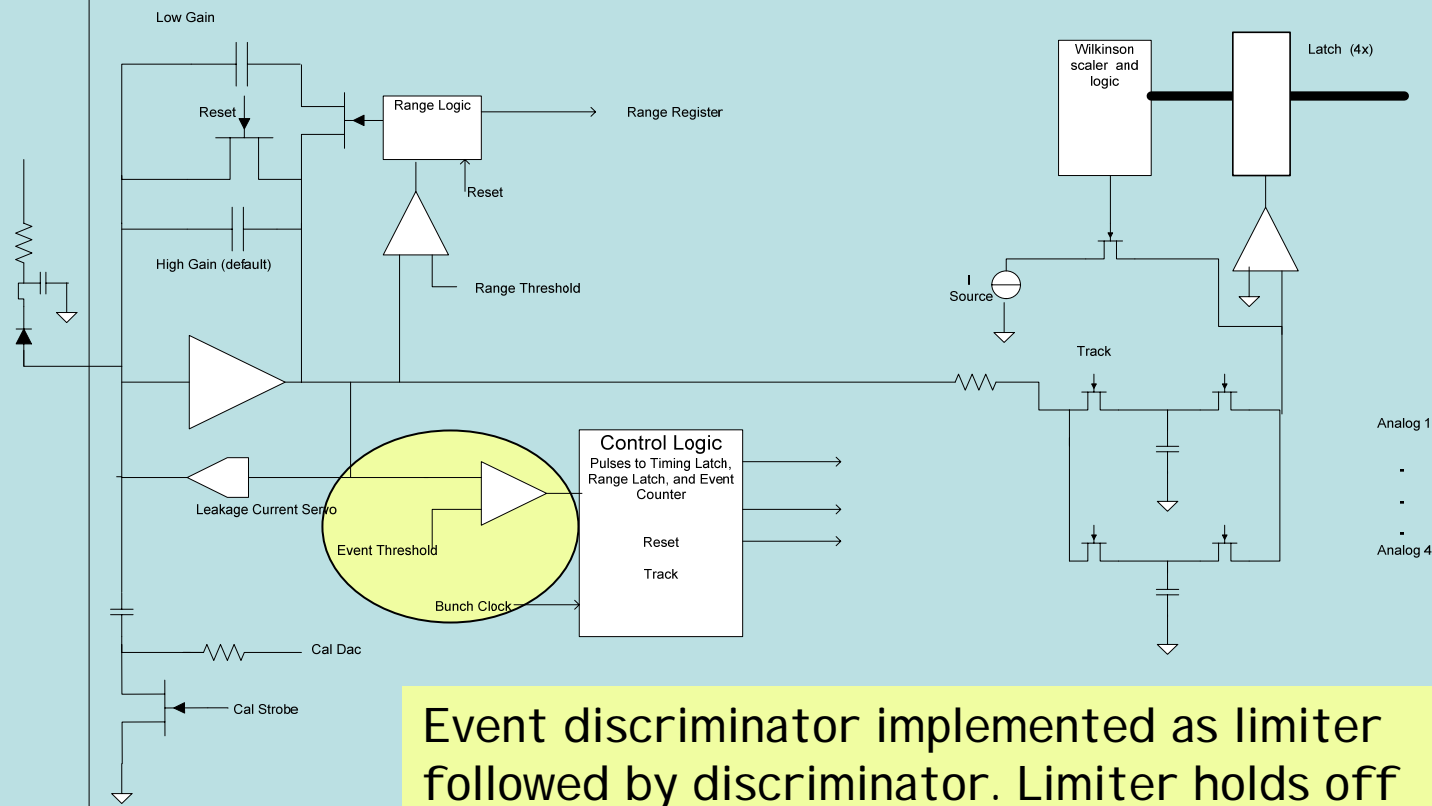 Low Gain
Reset
Range Logic
Range Register
Reset
High Gain (default)
Range Threshold
Wilkinson
scaler and
logic
Latch (4x)
I
Source
Track
Control Logic
Pulses to Timing Latch,
Range Latch, and Event
Counter
Reset
Track
Leakage Current Servo
Event Threshold
Bunch Clock
Analog 1
-
-
-
Analog 4
Cal Dac
Cal Strobe
Event discriminator implemented as limiter
followed by discriminator. Limiter holds off